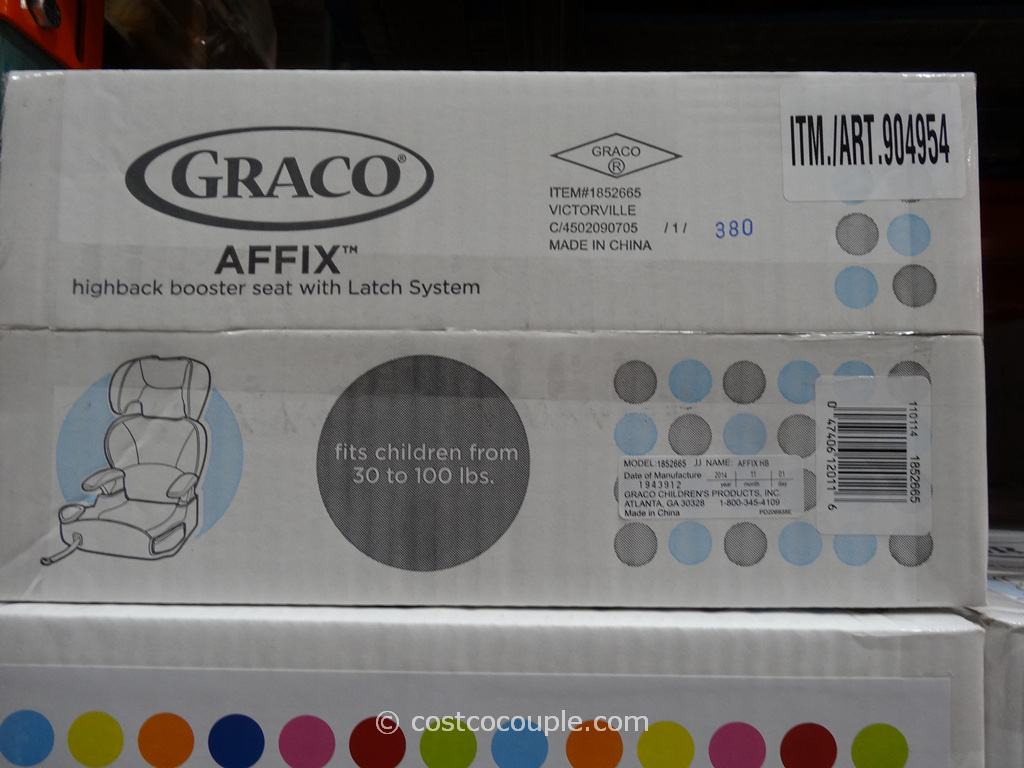 GRACO®
AFFIX™
highback booster seat with Latch System
GRACO
®
ITEM#1852665
VICTORVILLE
C/4502090705 /1/ 380
MADE IN CHINA
ITM./ART.904954
fits children from
30 to 100 lbs.
MODEL:1852665 JJ NAME: AFFIX HB
Date of Manufacture 2014 11 01
year month day
1943912
GRACO CHILDREN'S PRODUCTS, INC.
ATLANTA, GA 30328 1-800-345-4109
Made in China
110114 1852665
0 47406 12011 6
© costcocouple.com